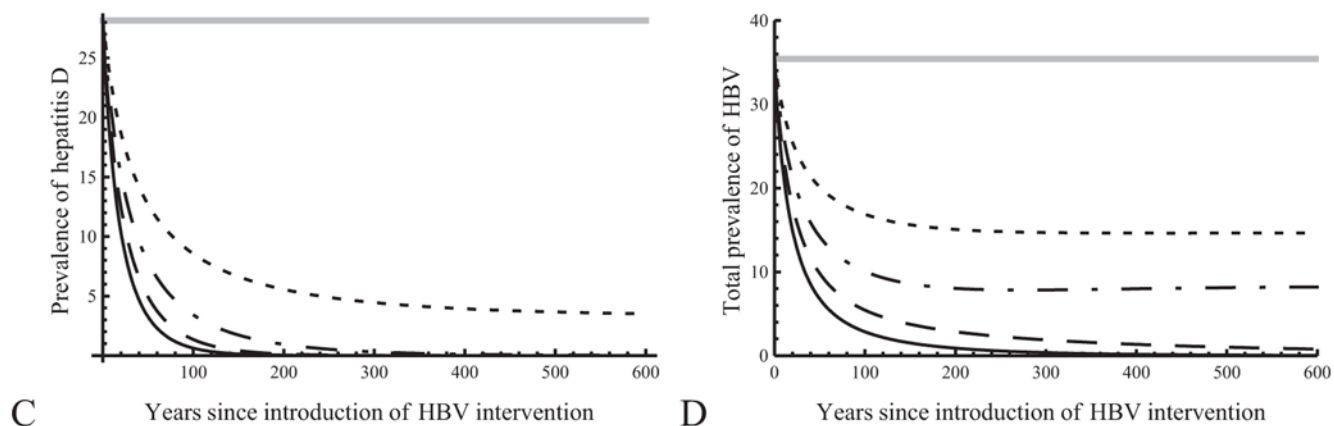 Prevalence of hepatitis D
25
20
15
10
5
100 200 300 400 500 600
C Years since introduction of HBV intervention
Total prevalence of HBV
40
30
20
10
0
0 100 200 300 400 500 600
D Years since introduction of HBV intervention